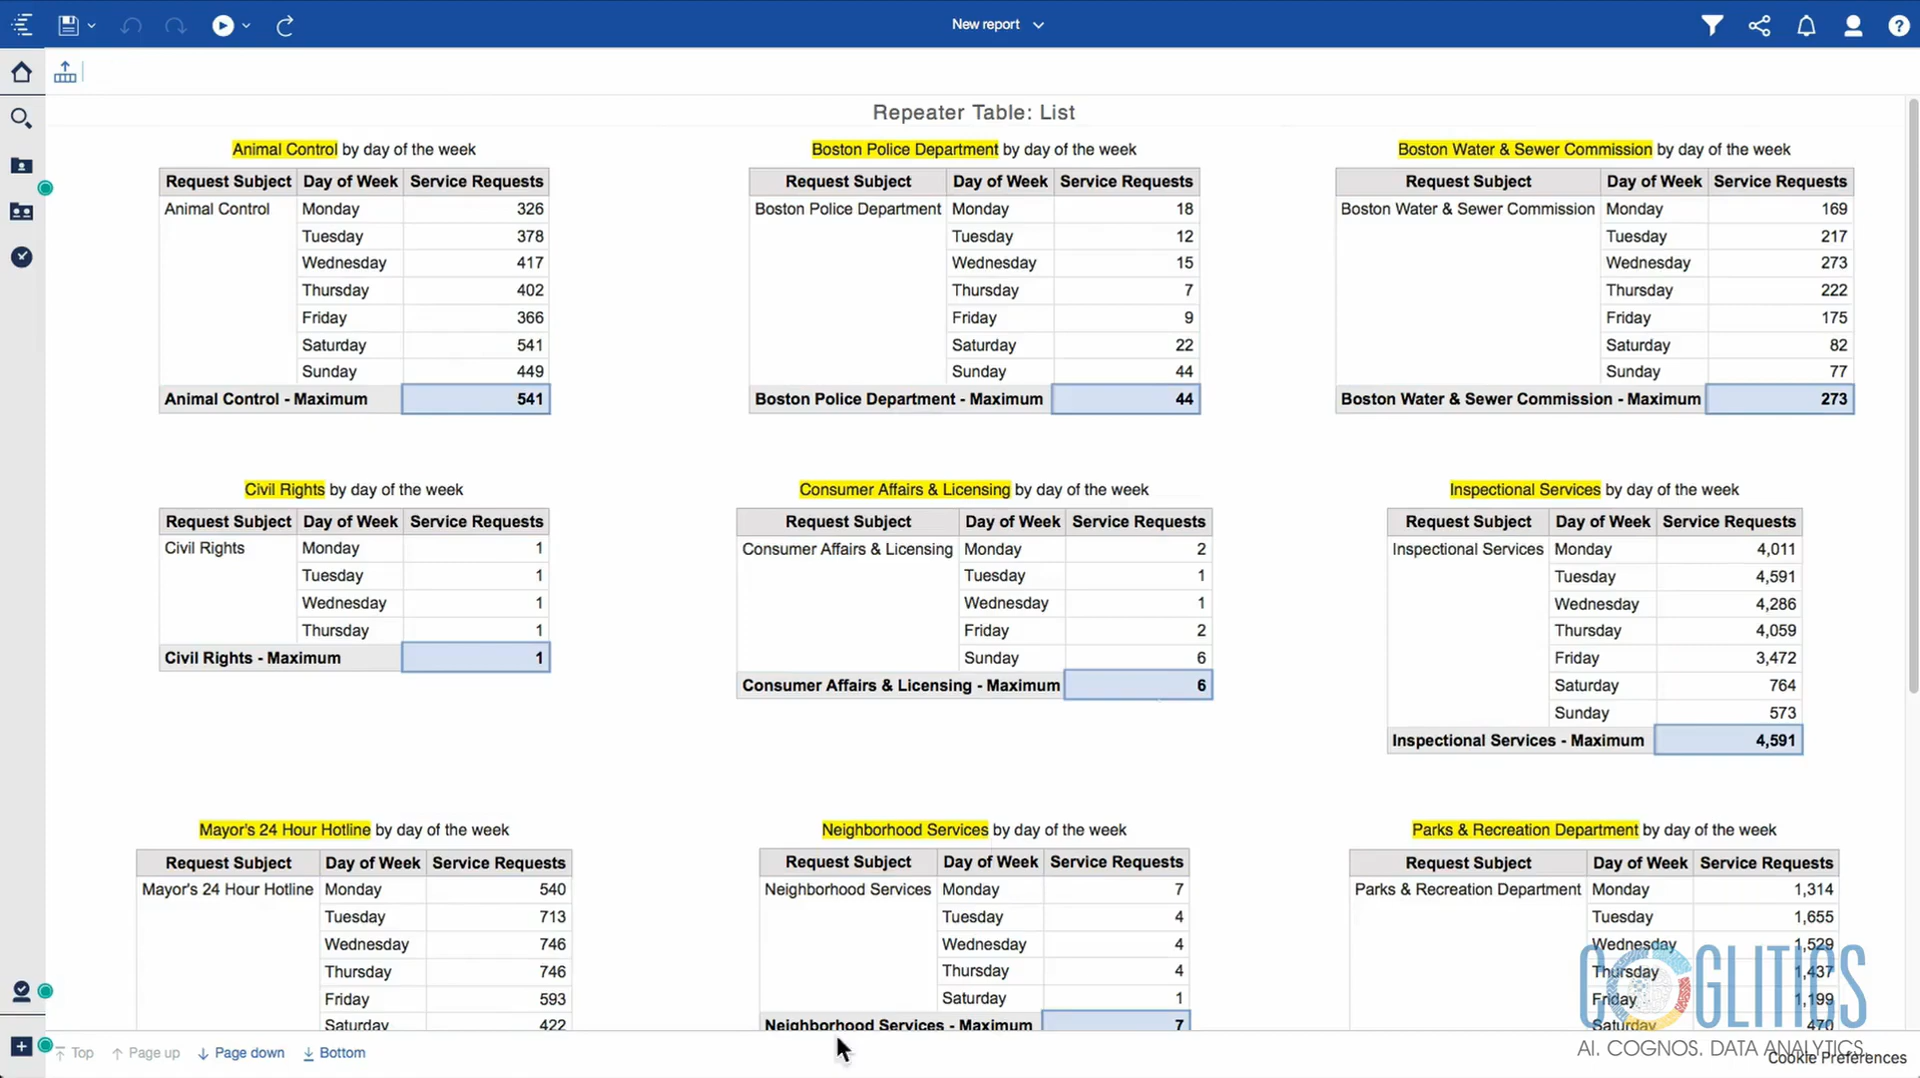 New report
Repeater Table: List
Animal Control by day of the week
Request Subject Day of Week Service Requests
Animal Control Monday 326
Tuesday 378
Wednesday 417
Thursday 402
Friday 366
Saturday 541
Sunday 449
Animal Control - Maximum 541
Boston Police Department by day of the week
Request Subject Day of Week Service Requests
Boston Police Department Monday 18
Tuesday 12
Wednesday 15
Thursday 7
Friday 9
Saturday 22
Sunday 44
Boston Police Department - Maximum 44
Boston Water & Sewer Commission by day of the week
Request Subject Day of Week Service Requests
Boston Water & Sewer Commission Monday 169
Tuesday 217
Wednesday 273
Thursday 222
Friday 175
Saturday 82
Sunday 77
Boston Water & Sewer Commission - Maximum 273
Civil Rights by day of the week
Request Subject Day of Week Service Requests
Civil Rights Monday 1
Tuesday 1
Wednesday 1
Thursday 1
Civil Rights - Maximum 1
Consumer Affairs & Licensing by day of the week
Request Subject Day of Week Service Requests
Consumer Affairs & Licensing Monday 2
Tuesday 1
Wednesday 1
Friday 2
Sunday 6
Consumer Affairs & Licensing - Maximum 6
Inspectional Services by day of the week
Request Subject Day of Week Service Requests
Inspectional Services Monday 4,011
Tuesday 4,591
Wednesday 4,286
Thursday 4,059
Friday 3,472
Saturday 764
Sunday 573
Inspectional Services - Maximum 4,591
Mayor's 24 Hour Hotline by day of the week
Request Subject Day of Week Service Requests
Mayor's 24 Hour Hotline Monday 540
Tuesday 713
Wednesday 746
Thursday 746
Friday 593
Saturday 422
Neighborhood Services by day of the week
Request Subject Day of Week Service Requests
Neighborhood Services Monday 7
Tuesday 4
Wednesday 4
Thursday 4
Saturday 1
Neighborhood Services - Maximum 7
Parks & Recreation Department by day of the week
Request Subject Day of Week Service Requests
Parks & Recreation Department Monday 1,314
Tuesday 1,655
Wednesday 1,529
Thursday 1,437
Friday 1,199
Saturday 470
COGLITICS
AI. COGNOS. DATA ANALYTICS.
Top Page up Page down Bottom
Cookie Preferences